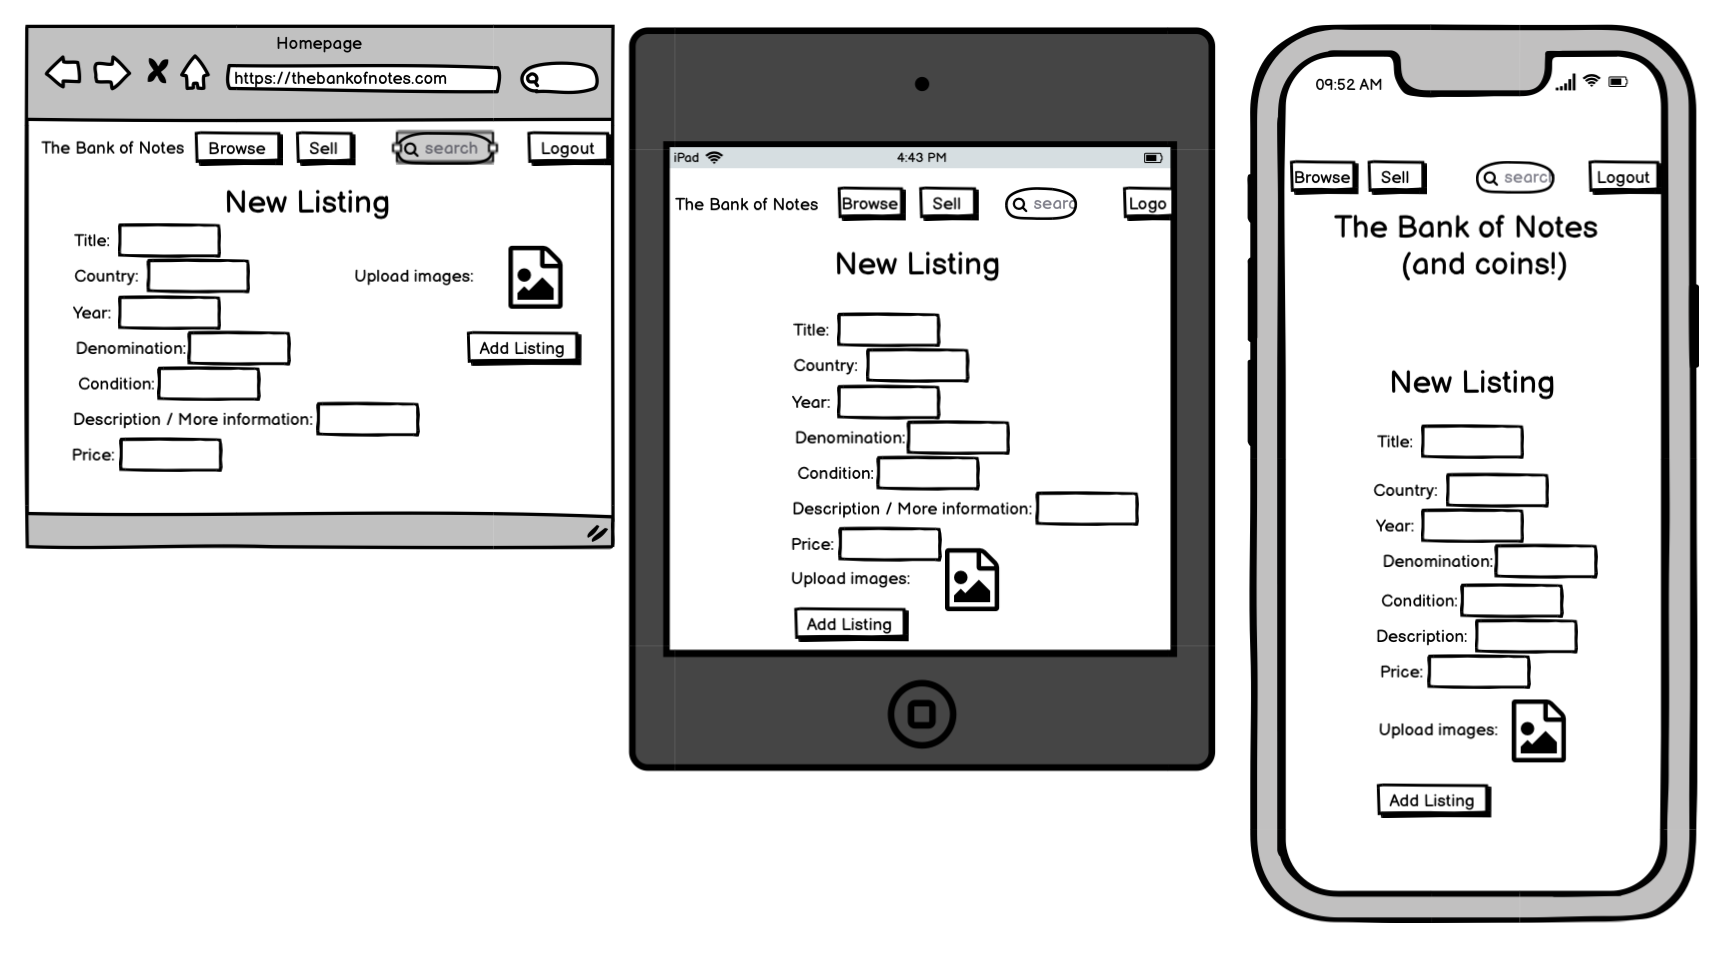 Homepage
https://thebankofnotes.com
The Bank of Notes Browse Sell search Logout
New Listing
Title:
Country:
Upload images:
Year:
Denomination:
Add Listing
Condition:
Description / More information:
Price:
iPad 4:43 PM
The Bank of Notes Browse Sell searc Logo
New Listing
Title:
Country:
Year:
Denomination:
Condition:
Description / More information:
Price:
Upload images:
Add Listing
09:52 AM
Browse Sell searc Logout
The Bank of Notes
(and coins!)
New Listing
Title:
Country:
Year:
Denomination:
Condition:
Description:
Price:
Upload images:
Add Listing